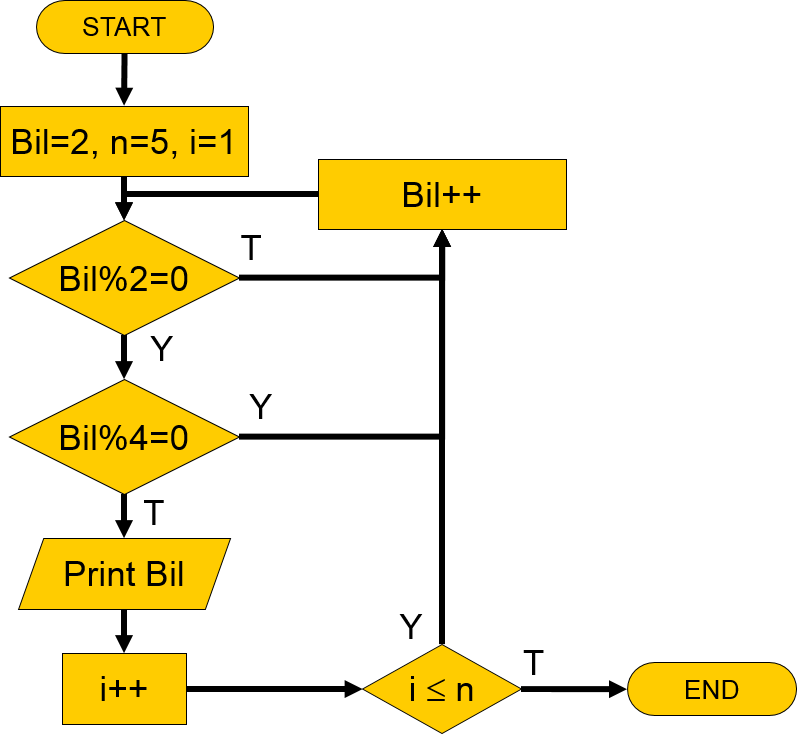 START
Bil=2, n=5, i=1
Bil++
Bil%2=0
T
Y
Bil%4=0
Y
T
Print Bil
i++
i ≤ n
Y
T
END